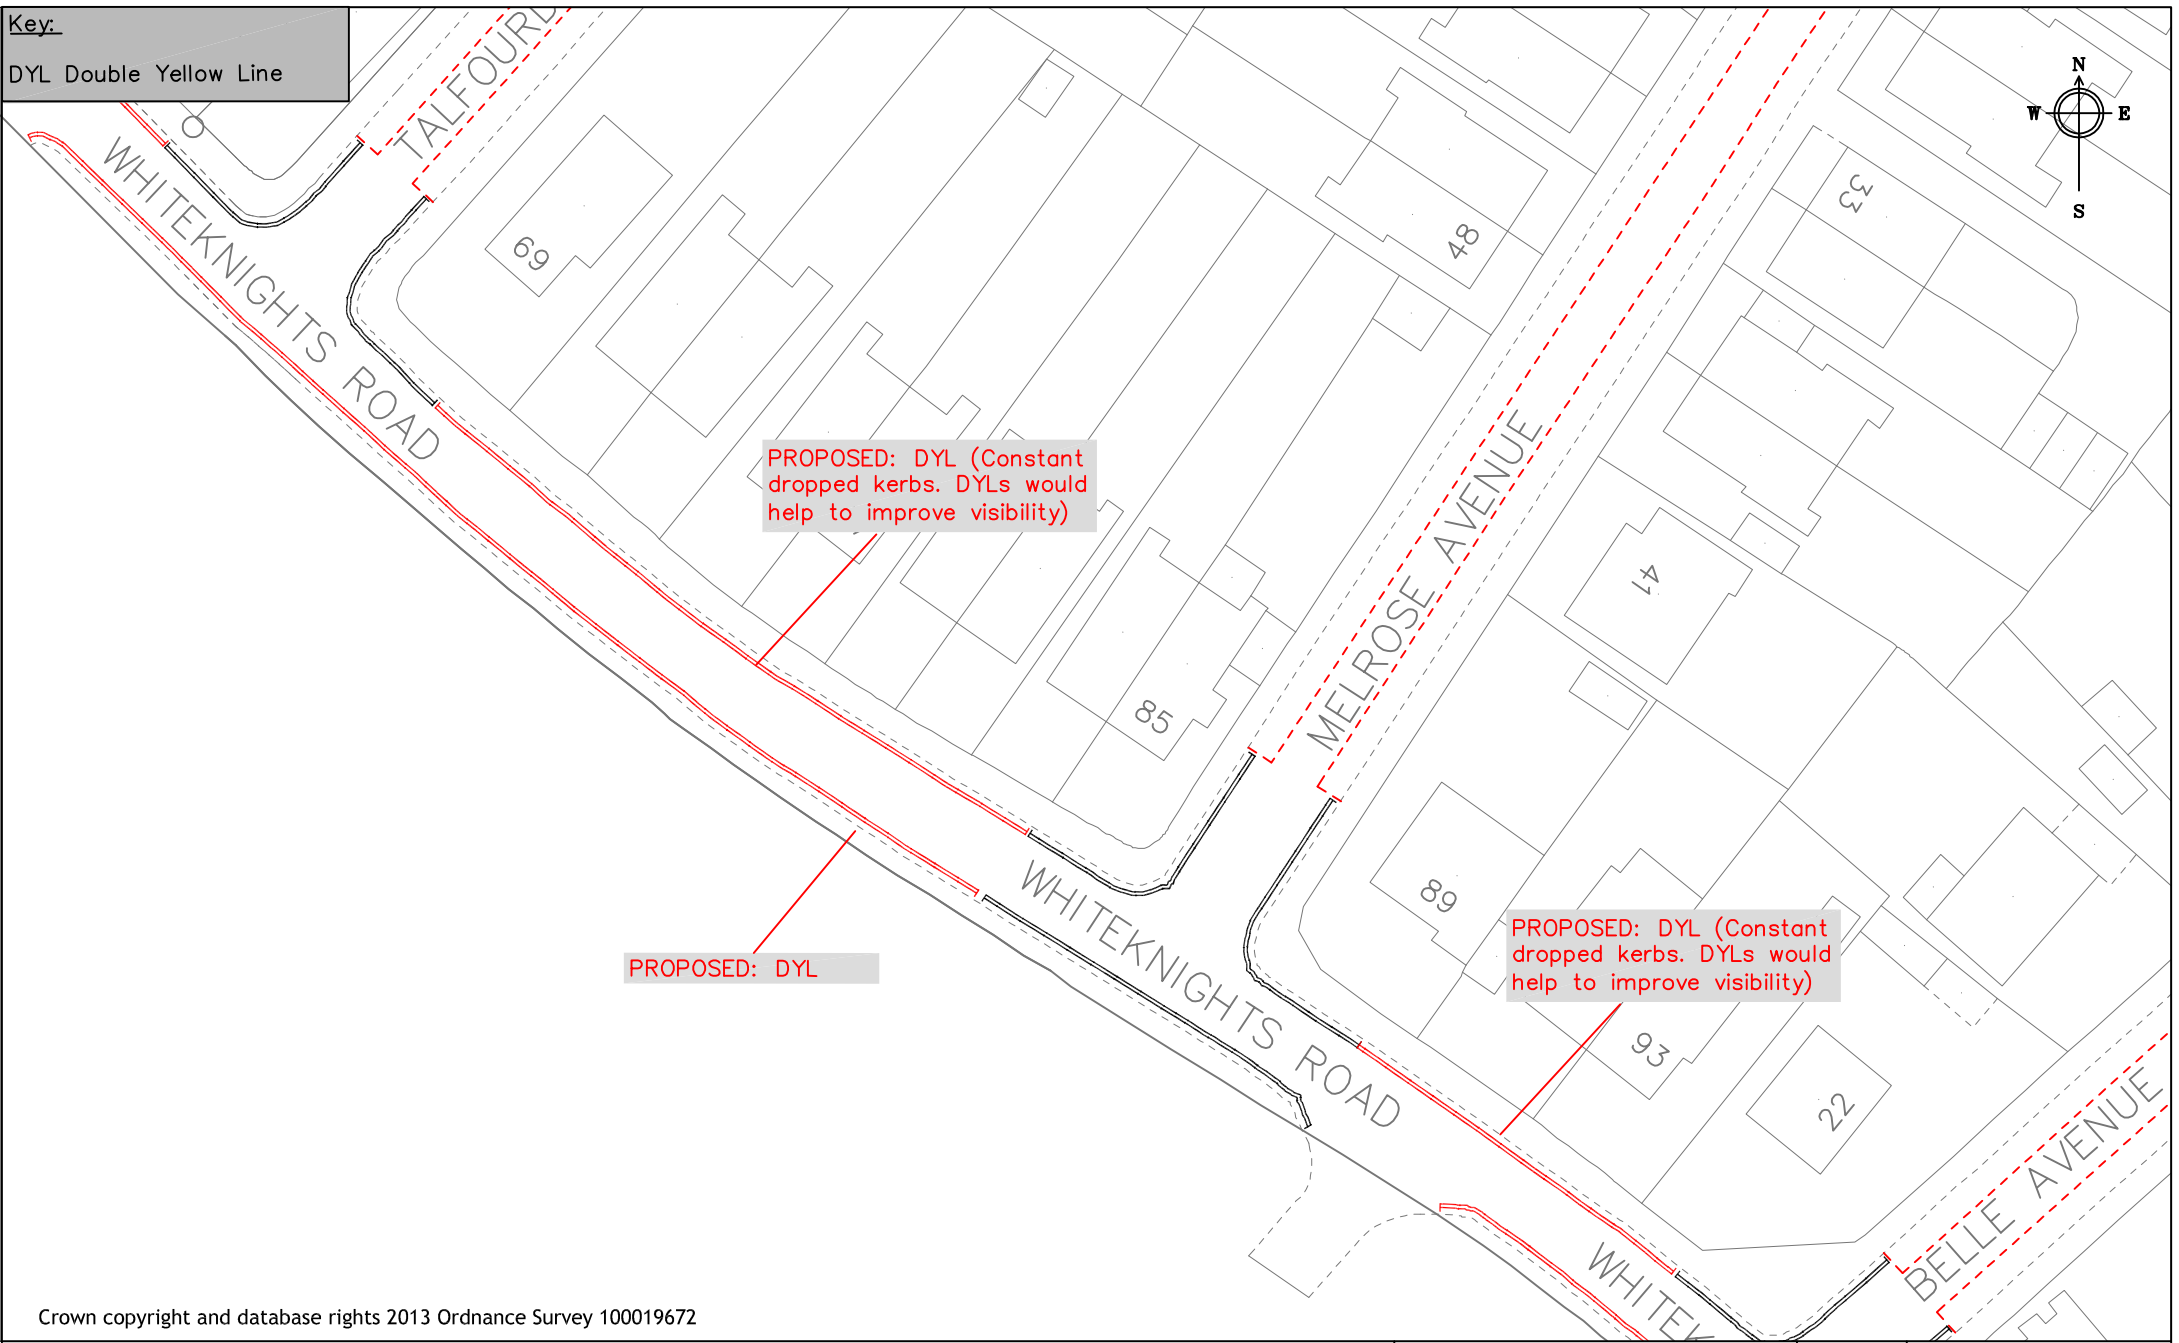 Key:
DYL Double Yellow Line
TALFOURD
WHITEKNIGHTS ROAD
69
48
33
N
W E
S
PROPOSED: DYL (Constant
dropped kerbs. DYLs would
help to improve visibility)
MELROSE AVENUE
41
85
89
PROPOSED: DYL
WHITEKNIGHTS ROAD
PROPOSED: DYL (Constant
dropped kerbs. DYLs would
help to improve visibility)
93
22
BELLE AVENUE
WHITEK
Crown copyright and database rights 2013 Ordnance Survey 100019672